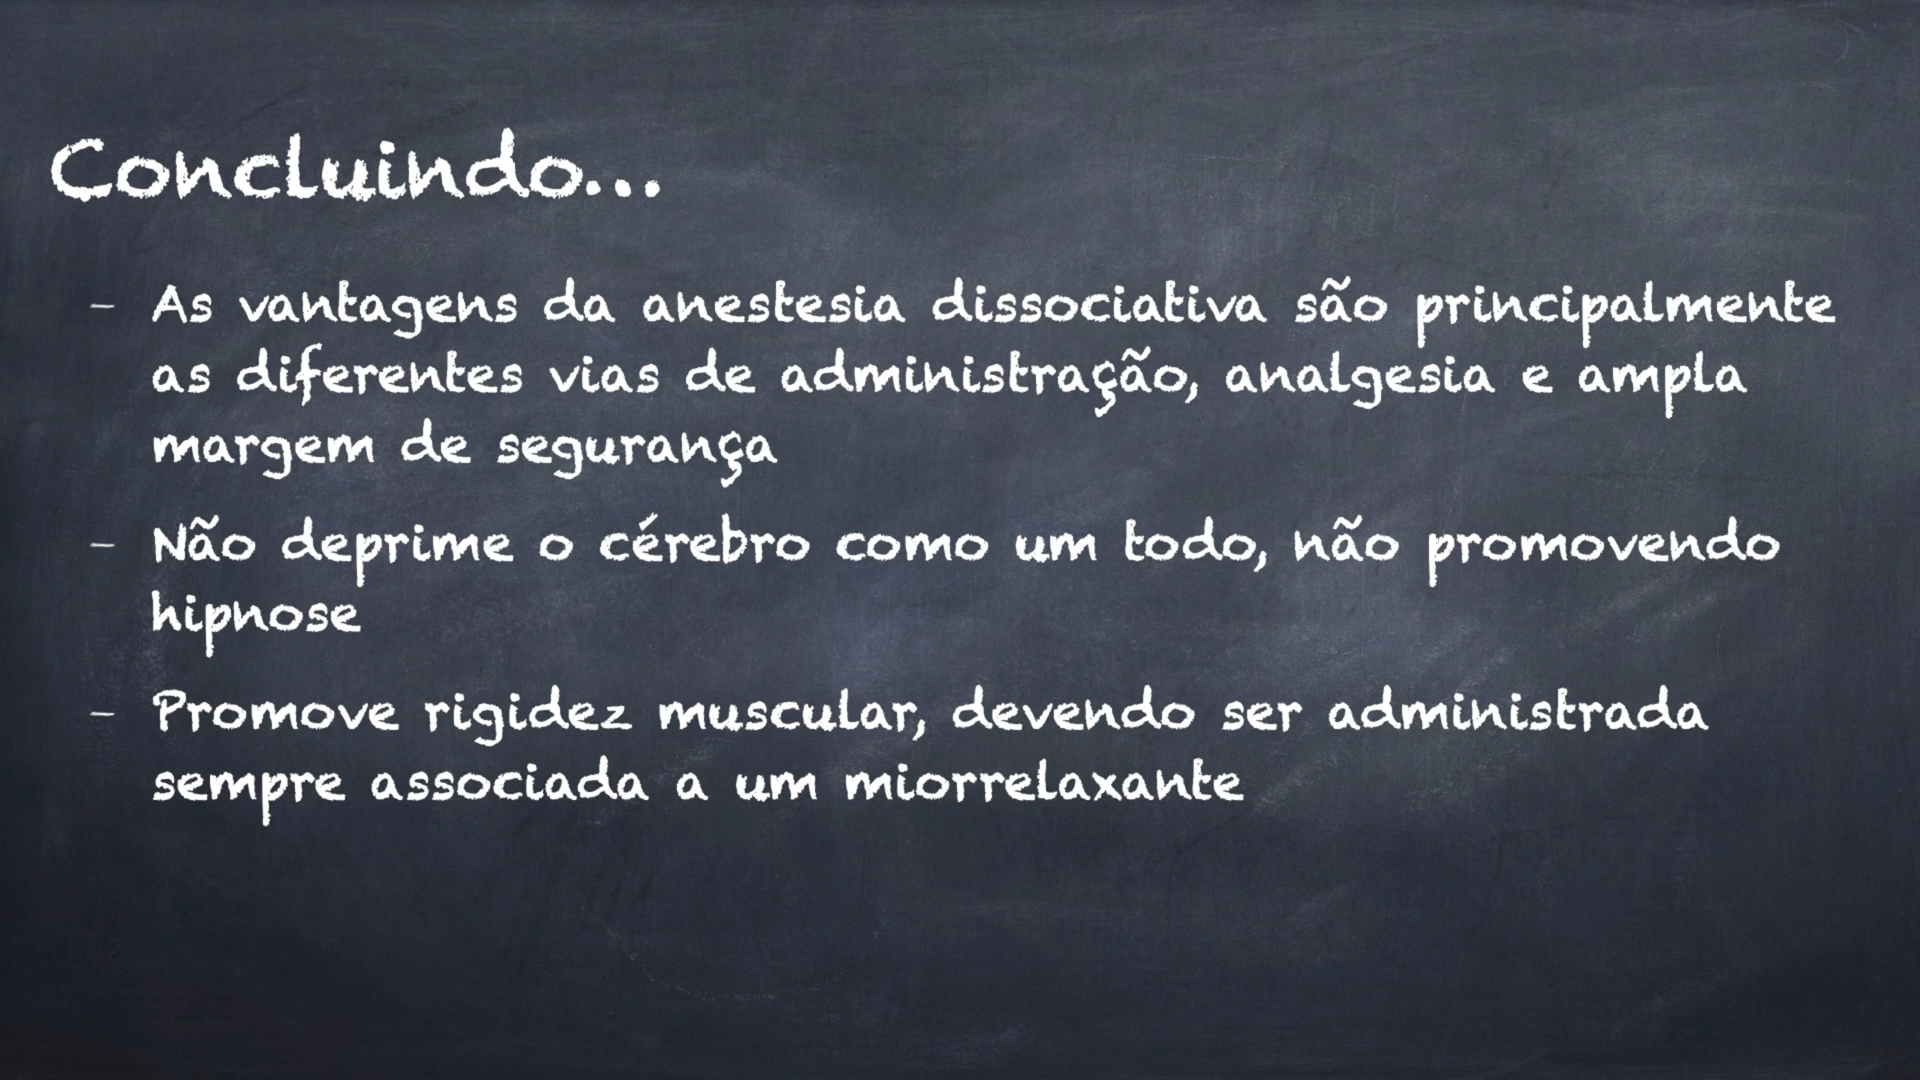 Concluindo...
- As vantagens da anestesia dissociativa são principalmente
as diferentes vias de administração, analgesia e ampla
margem de segurança
- Não deprime o cérebro como um todo, não promovendo
hipnose
- Promove rigidez muscular, devendo ser administrada
sempre associada a um miorrelaxante